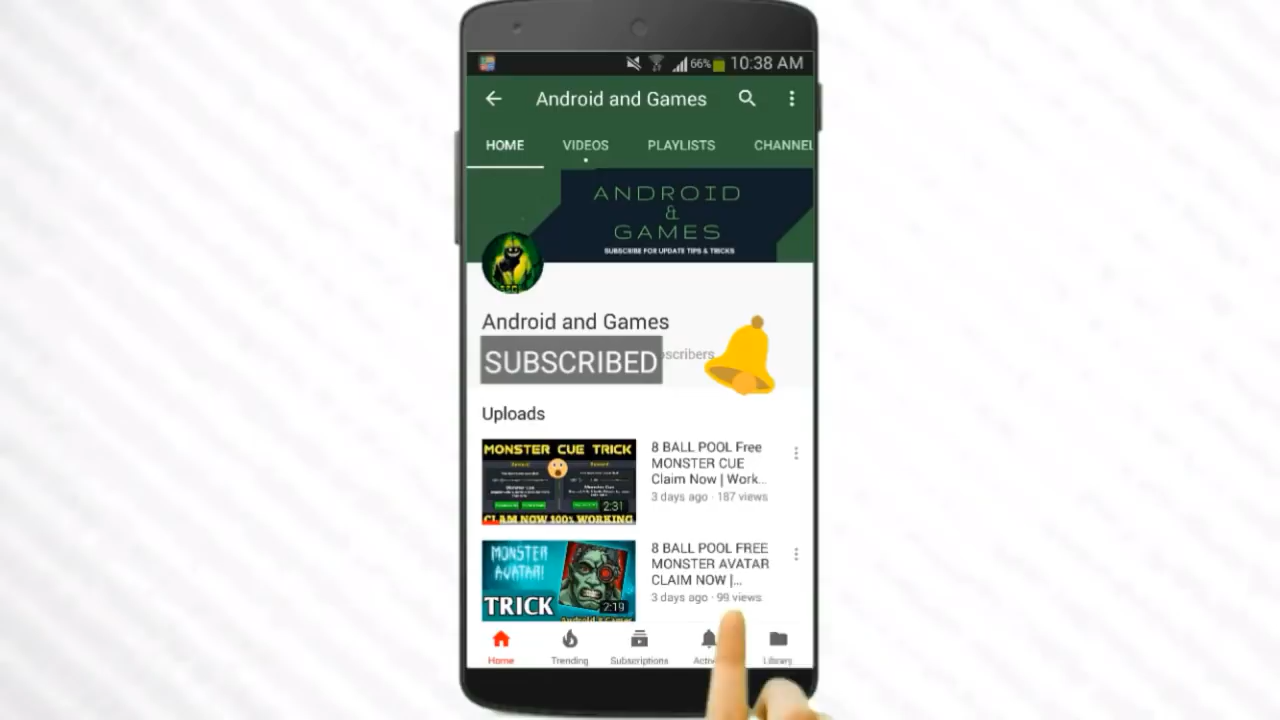 66% 10:38 AM
Android and Games
HOME VIDEOS PLAYLISTS CHANNEL
ANDROID
&
GAMES
SUBSCRIBE FOR UPDATE TIPS & TRICKS
Android and Games
SUBSCRIBED
Uploads
MONSTER CUE TRICK
2:31
CLAM NOW 100% WORKING
8 BALL POOL Free
MONSTER CUE
Claim Now | Work...
3 days ago · 187 views
MONSTER
AVATAR!
TRICK
2:19
8 BALL POOL FREE
MONSTER AVATAR
CLAIM NOW |...
3 days ago · 99 views
Home Trending Subscriptions Library